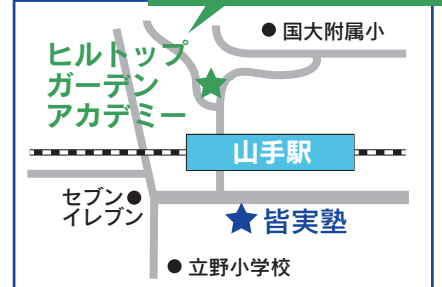 国大附属小
ヒルトップ
ガーデン
アカデミー
山手駅
セブン
イレブン
皆実塾
立野小学校